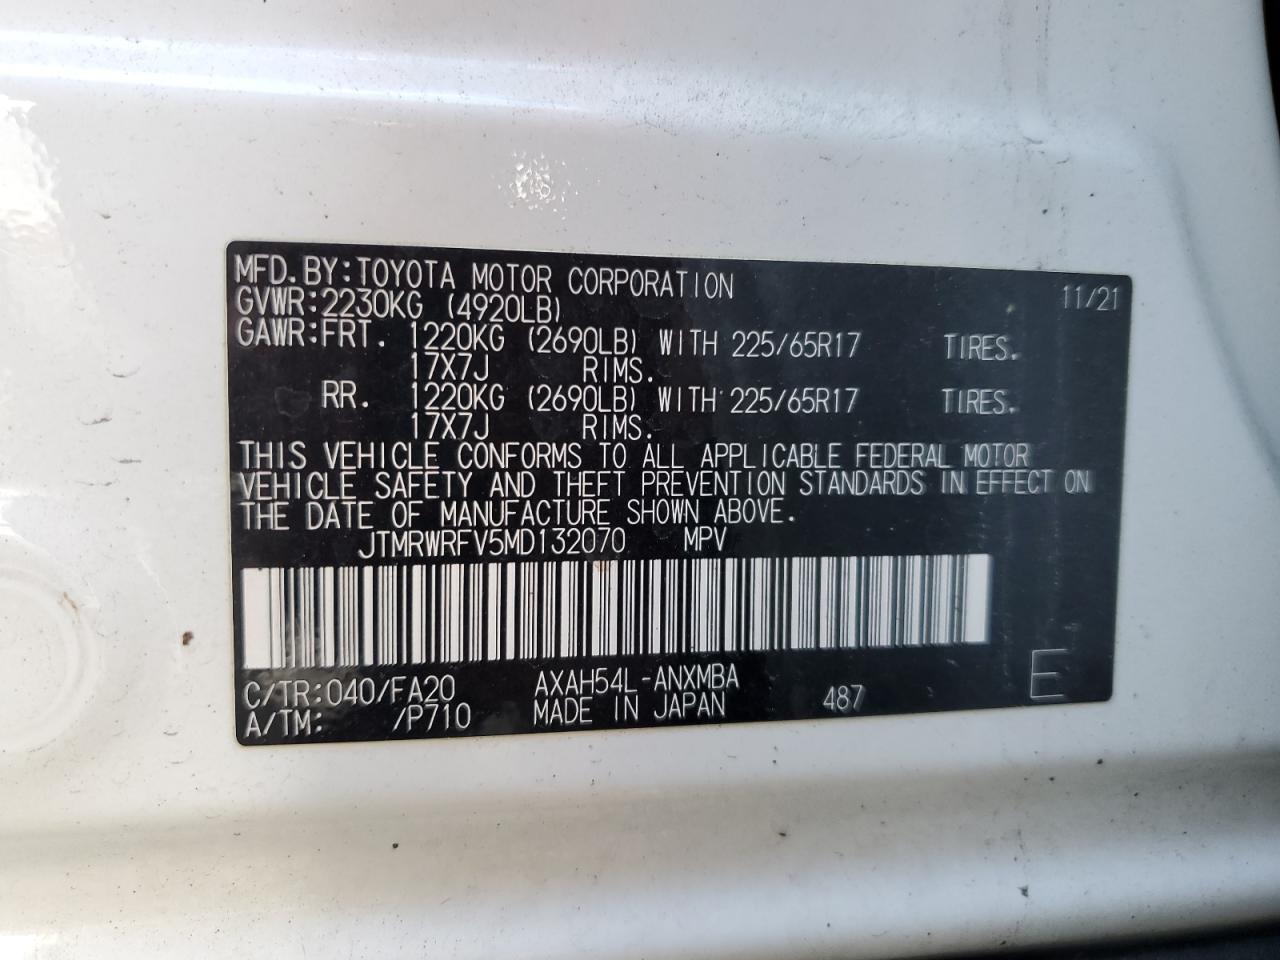 MFD. BY:TOYOTA MOTOR CORPORATION 11/21
GVWR:2230KG (4920LB)
GAWR:FRT. 1220KG (2690LB) WITH 225/65R17 TIRES.
17X7J RIMS.
RR. 1220KG (2690LB) WITH 225/65R17 TIRES.
17X7J RIMS.
THIS VEHICLE CONFORMS TO ALL APPLICABLE FEDERAL MOTOR
VEHICLE SAFETY AND THEFT PREVENTION STANDARDS IN EFFECT ON
THE DATE OF MANUFACTURE SHOWN ABOVE.
JTMRWRFV5MD132070 MPV
C/TR:040/FA20 AXAH54L-ANXMBA 487 E
A/TM: /P710 MADE IN JAPAN